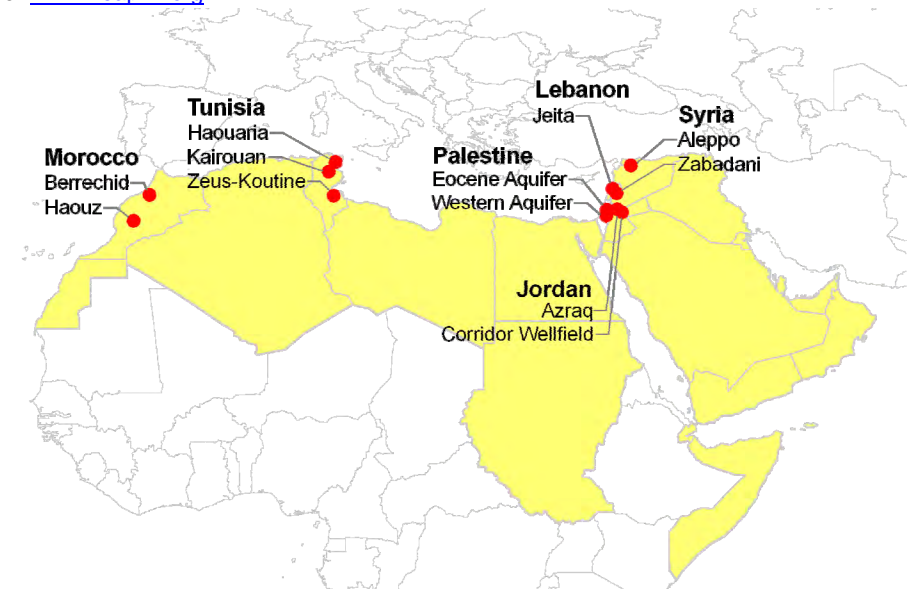 Tunisia
Haouaria
Kairouan
Zeus-Koutine
Morocco
Berrechid
Haouz
Lebanon
Jeita
Syria
Aleppo
Zabadani
Palestine
Eocene Aquifer
Western Aquifer
Jordan
Azraq
Corridor Wellfield